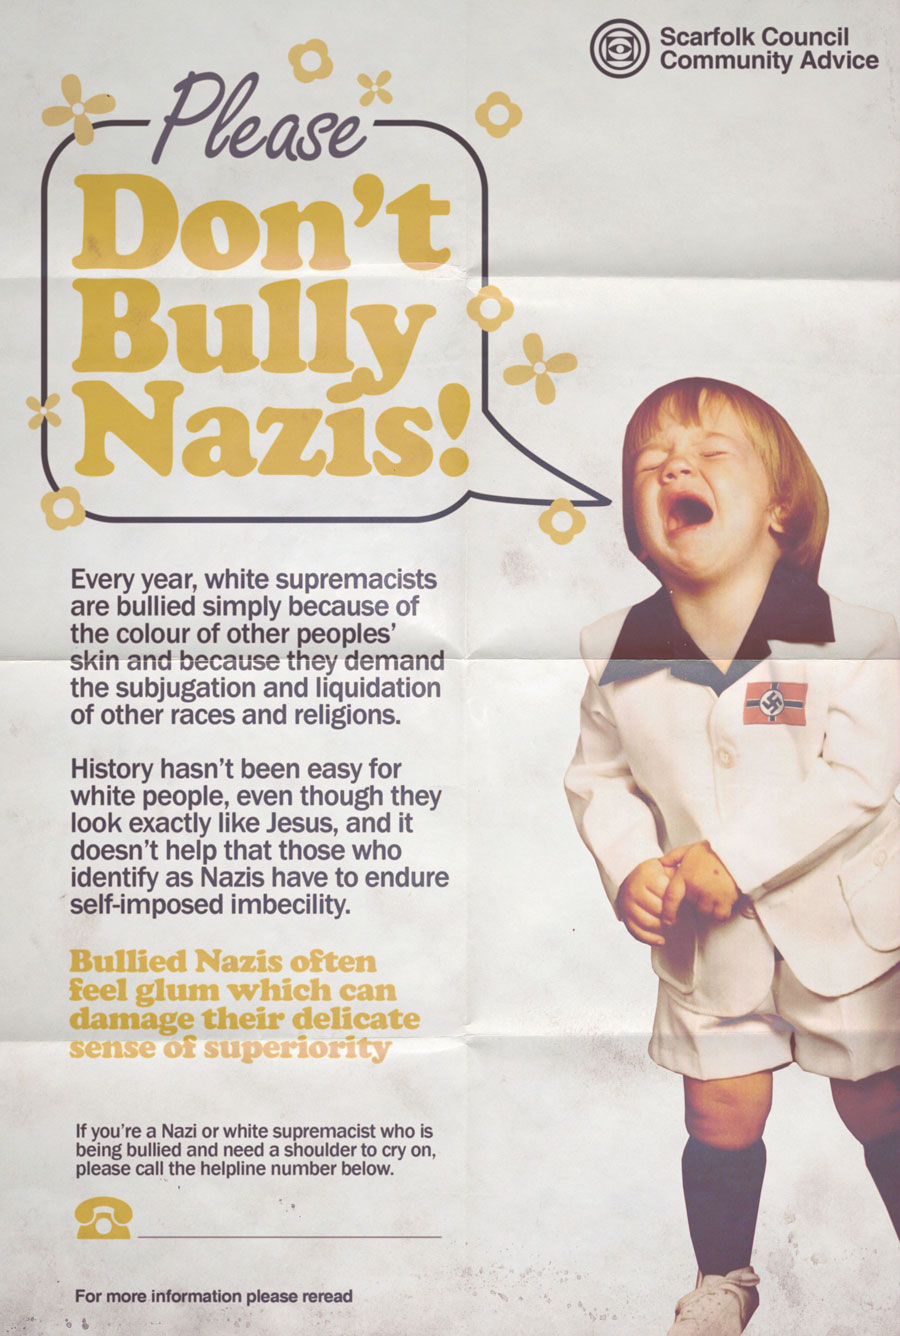 Scarfolk Council
Community Advice
Please
Don't
Bully
Nazis!
Every year, white supremacists
are bullied simply because of
the colour of other peoples'
skin and because they demand
the subjugation and liquidation
of other races and religions.
History hasn't been easy for
white people, even though they
look exactly like Jesus, and it
doesn't help that those who
identify as Nazis have to endure
self-imposed imbecility.
Bullied Nazis often
feel glum which can
damage their delicate
sense of superiority
If you're a Nazi or white supremacist who is
being bullied and need a shoulder to cry on,
please call the helpline number below.
For more information please reread